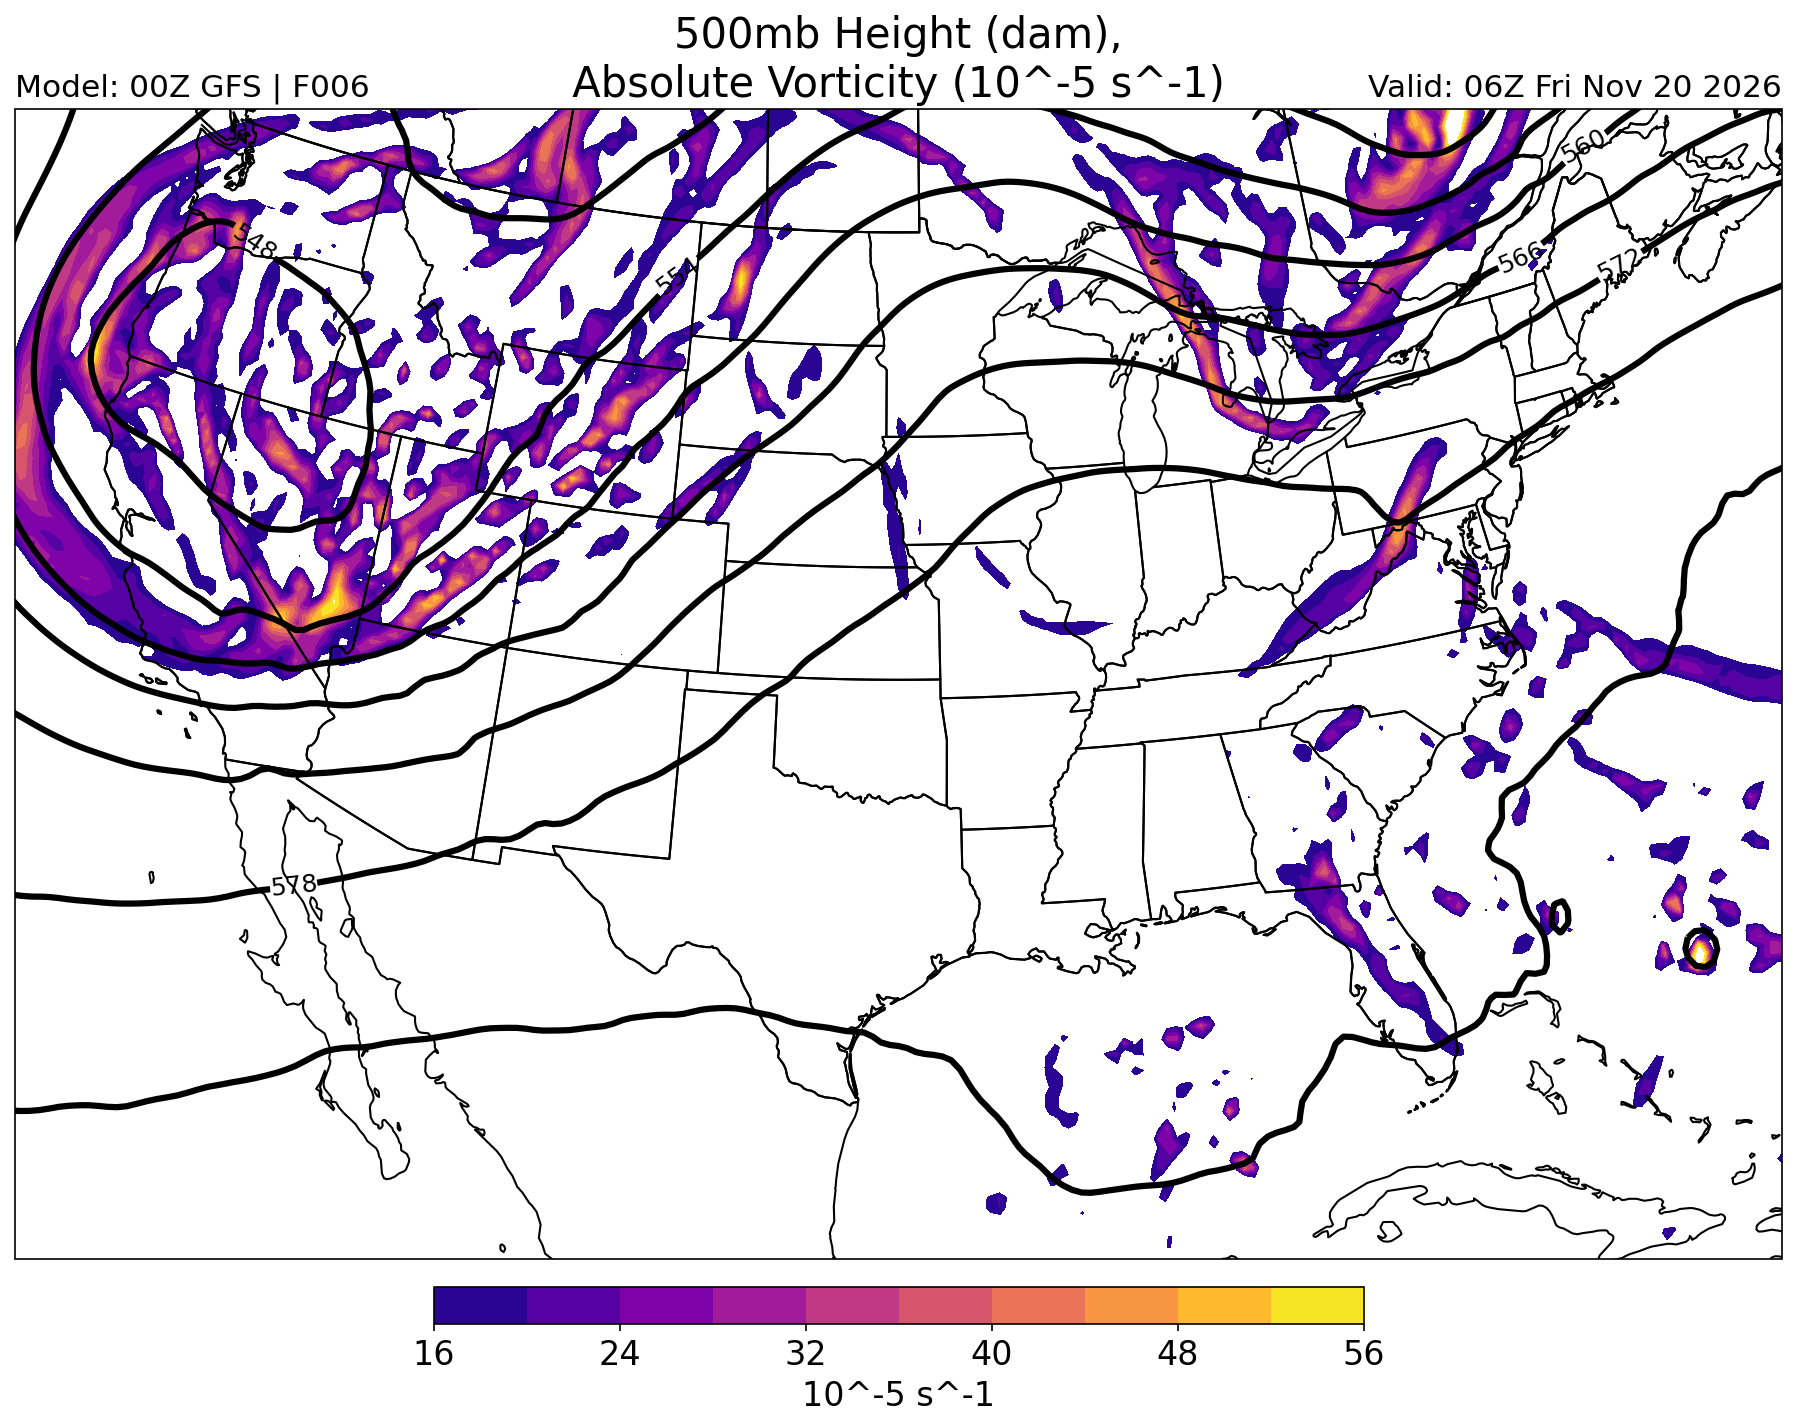 500mb Height (dam),
Absolute Vorticity (10^-5 s^-1)
Model: 00Z GFS | F006
Valid: 06Z Fri Nov 20 2026
560
548
566
572
554
578
16 24 32 40 48 56
10^-5 s^-1